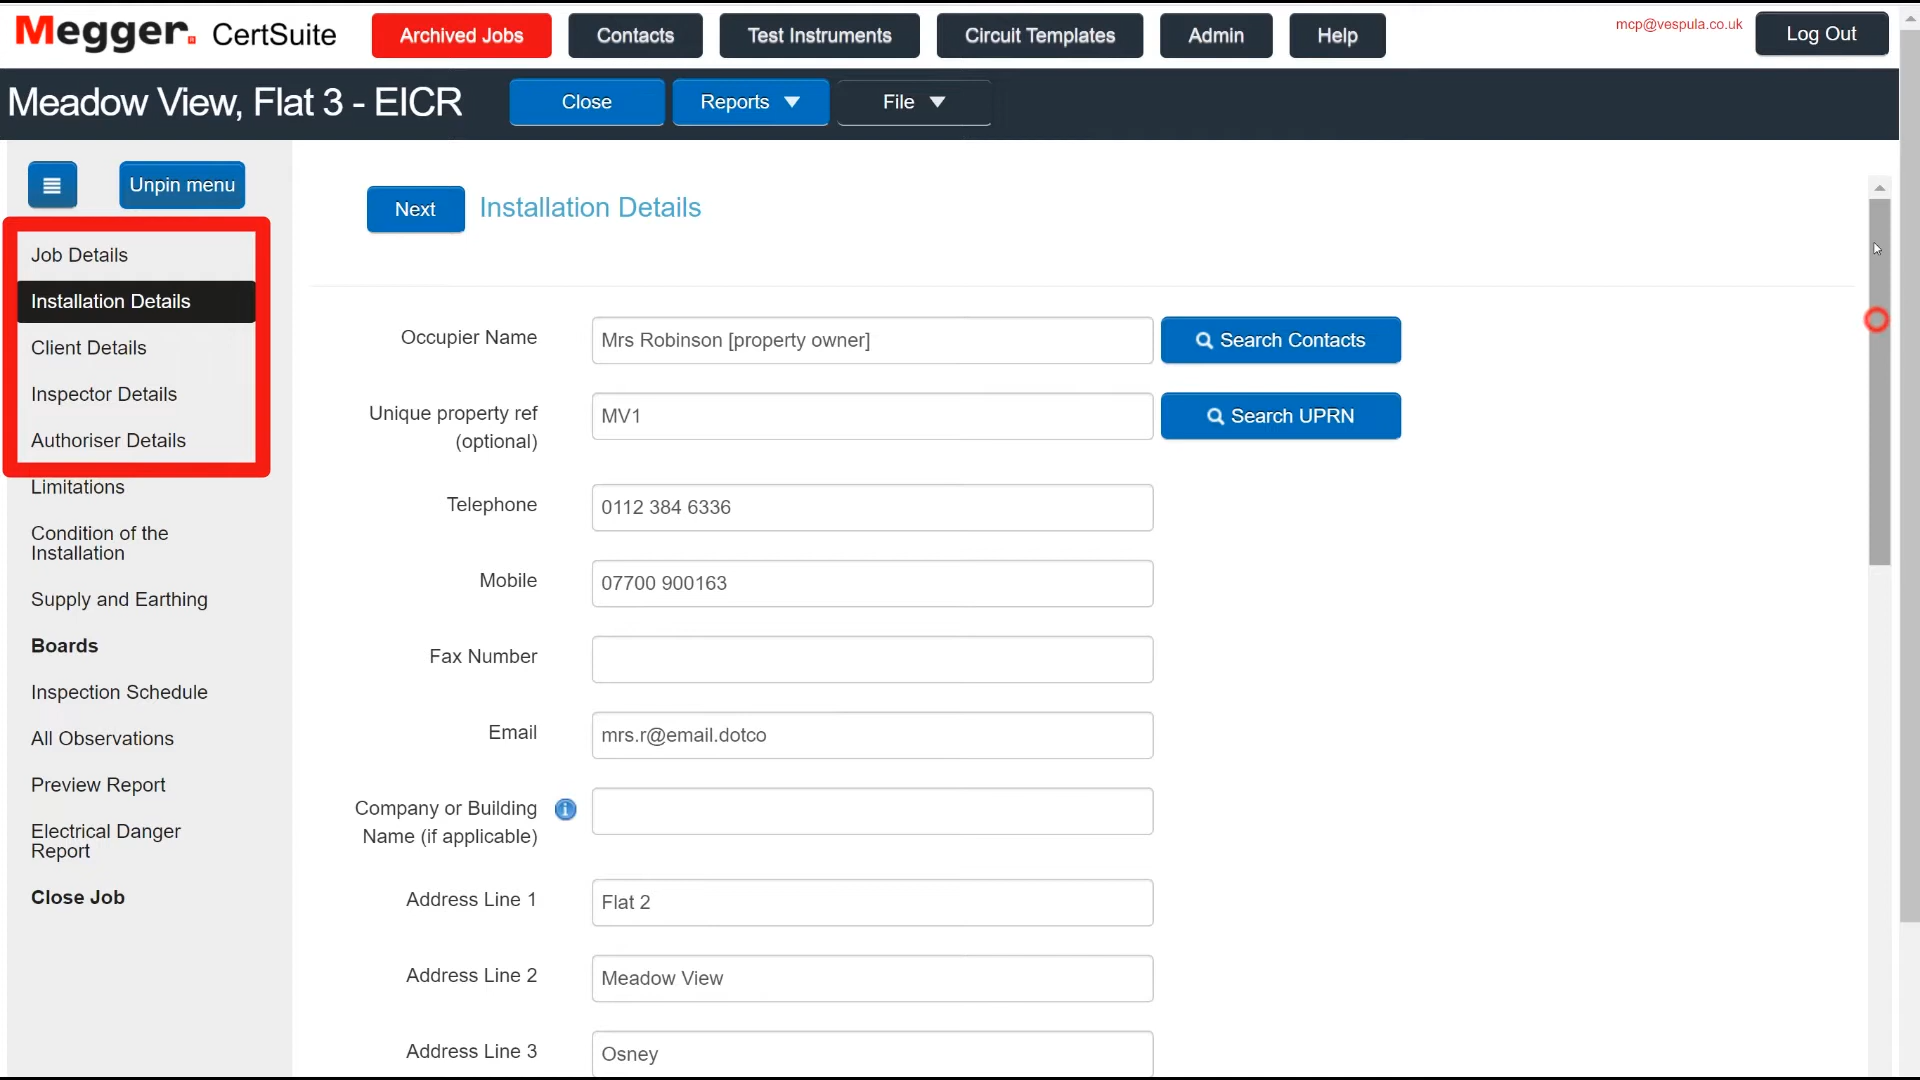 Megger. CertSuite
Archived Jobs
Contacts
Test Instruments
Circuit Templates
Admin
Help
mcp@vespula.co.uk
Log Out
Meadow View, Flat 3 - EICR
Close
Reports
File
Unpin menu
Job Details
Installation Details
Client Details
Inspector Details
Authoriser Details
Limitations
Condition of the
Installation
Supply and Earthing
Boards
Inspection Schedule
All Observations
Preview Report
Electrical Danger
Report
Close Job
Next
Installation Details
Occupier Name
Mrs Robinson [property owner]
Search Contacts
Unique property ref
(optional)
MV1
Search UPRN
Telephone
0112 384 6336
Mobile
07700 900163
Fax Number
Email
mrs.r@email.dotco
Company or Building
Name (if applicable)
Address Line 1
Flat 2
Address Line 2
Meadow View
Address Line 3
Osney